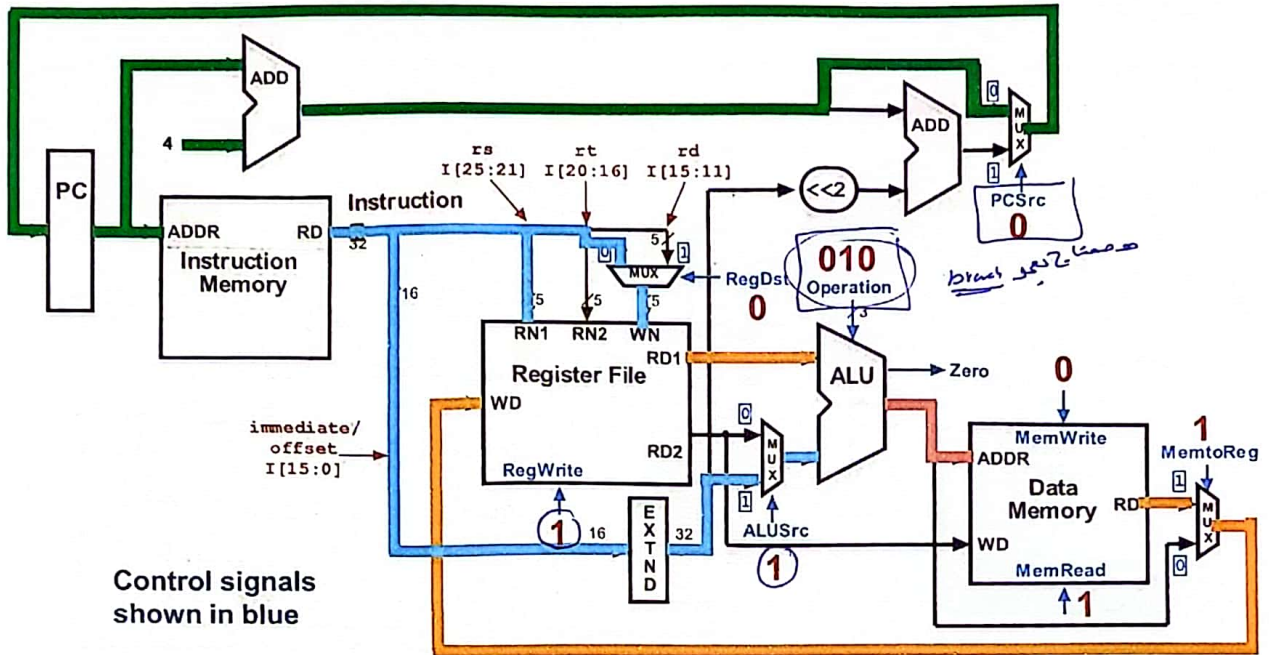 ADD
0
M
U
X
1
ADD
4
rs
I[25:21]
rt
I[20:16]
rd
I[15:11]
<<2
PCSrc
0
branch
PC
Instruction
ADDR
RD
32
Instruction
Memory
16
5
0
1
MUX
RegDst
0
010
Operation
3
5
5
5
RN1
RN2
WN
RD1
Register File
WD
RD2
RegWrite
1
ALU
Zero
0
M
U
X
1
ALUSrc
1
0
MemWrite
ADDR
Data
Memory
RD
WD
MemRead
1
1
MemtoReg
1
M
U
X
0
immediate/
offset
I[15:0]
16
E
X
T
N
D
32
Control signals
shown in blue